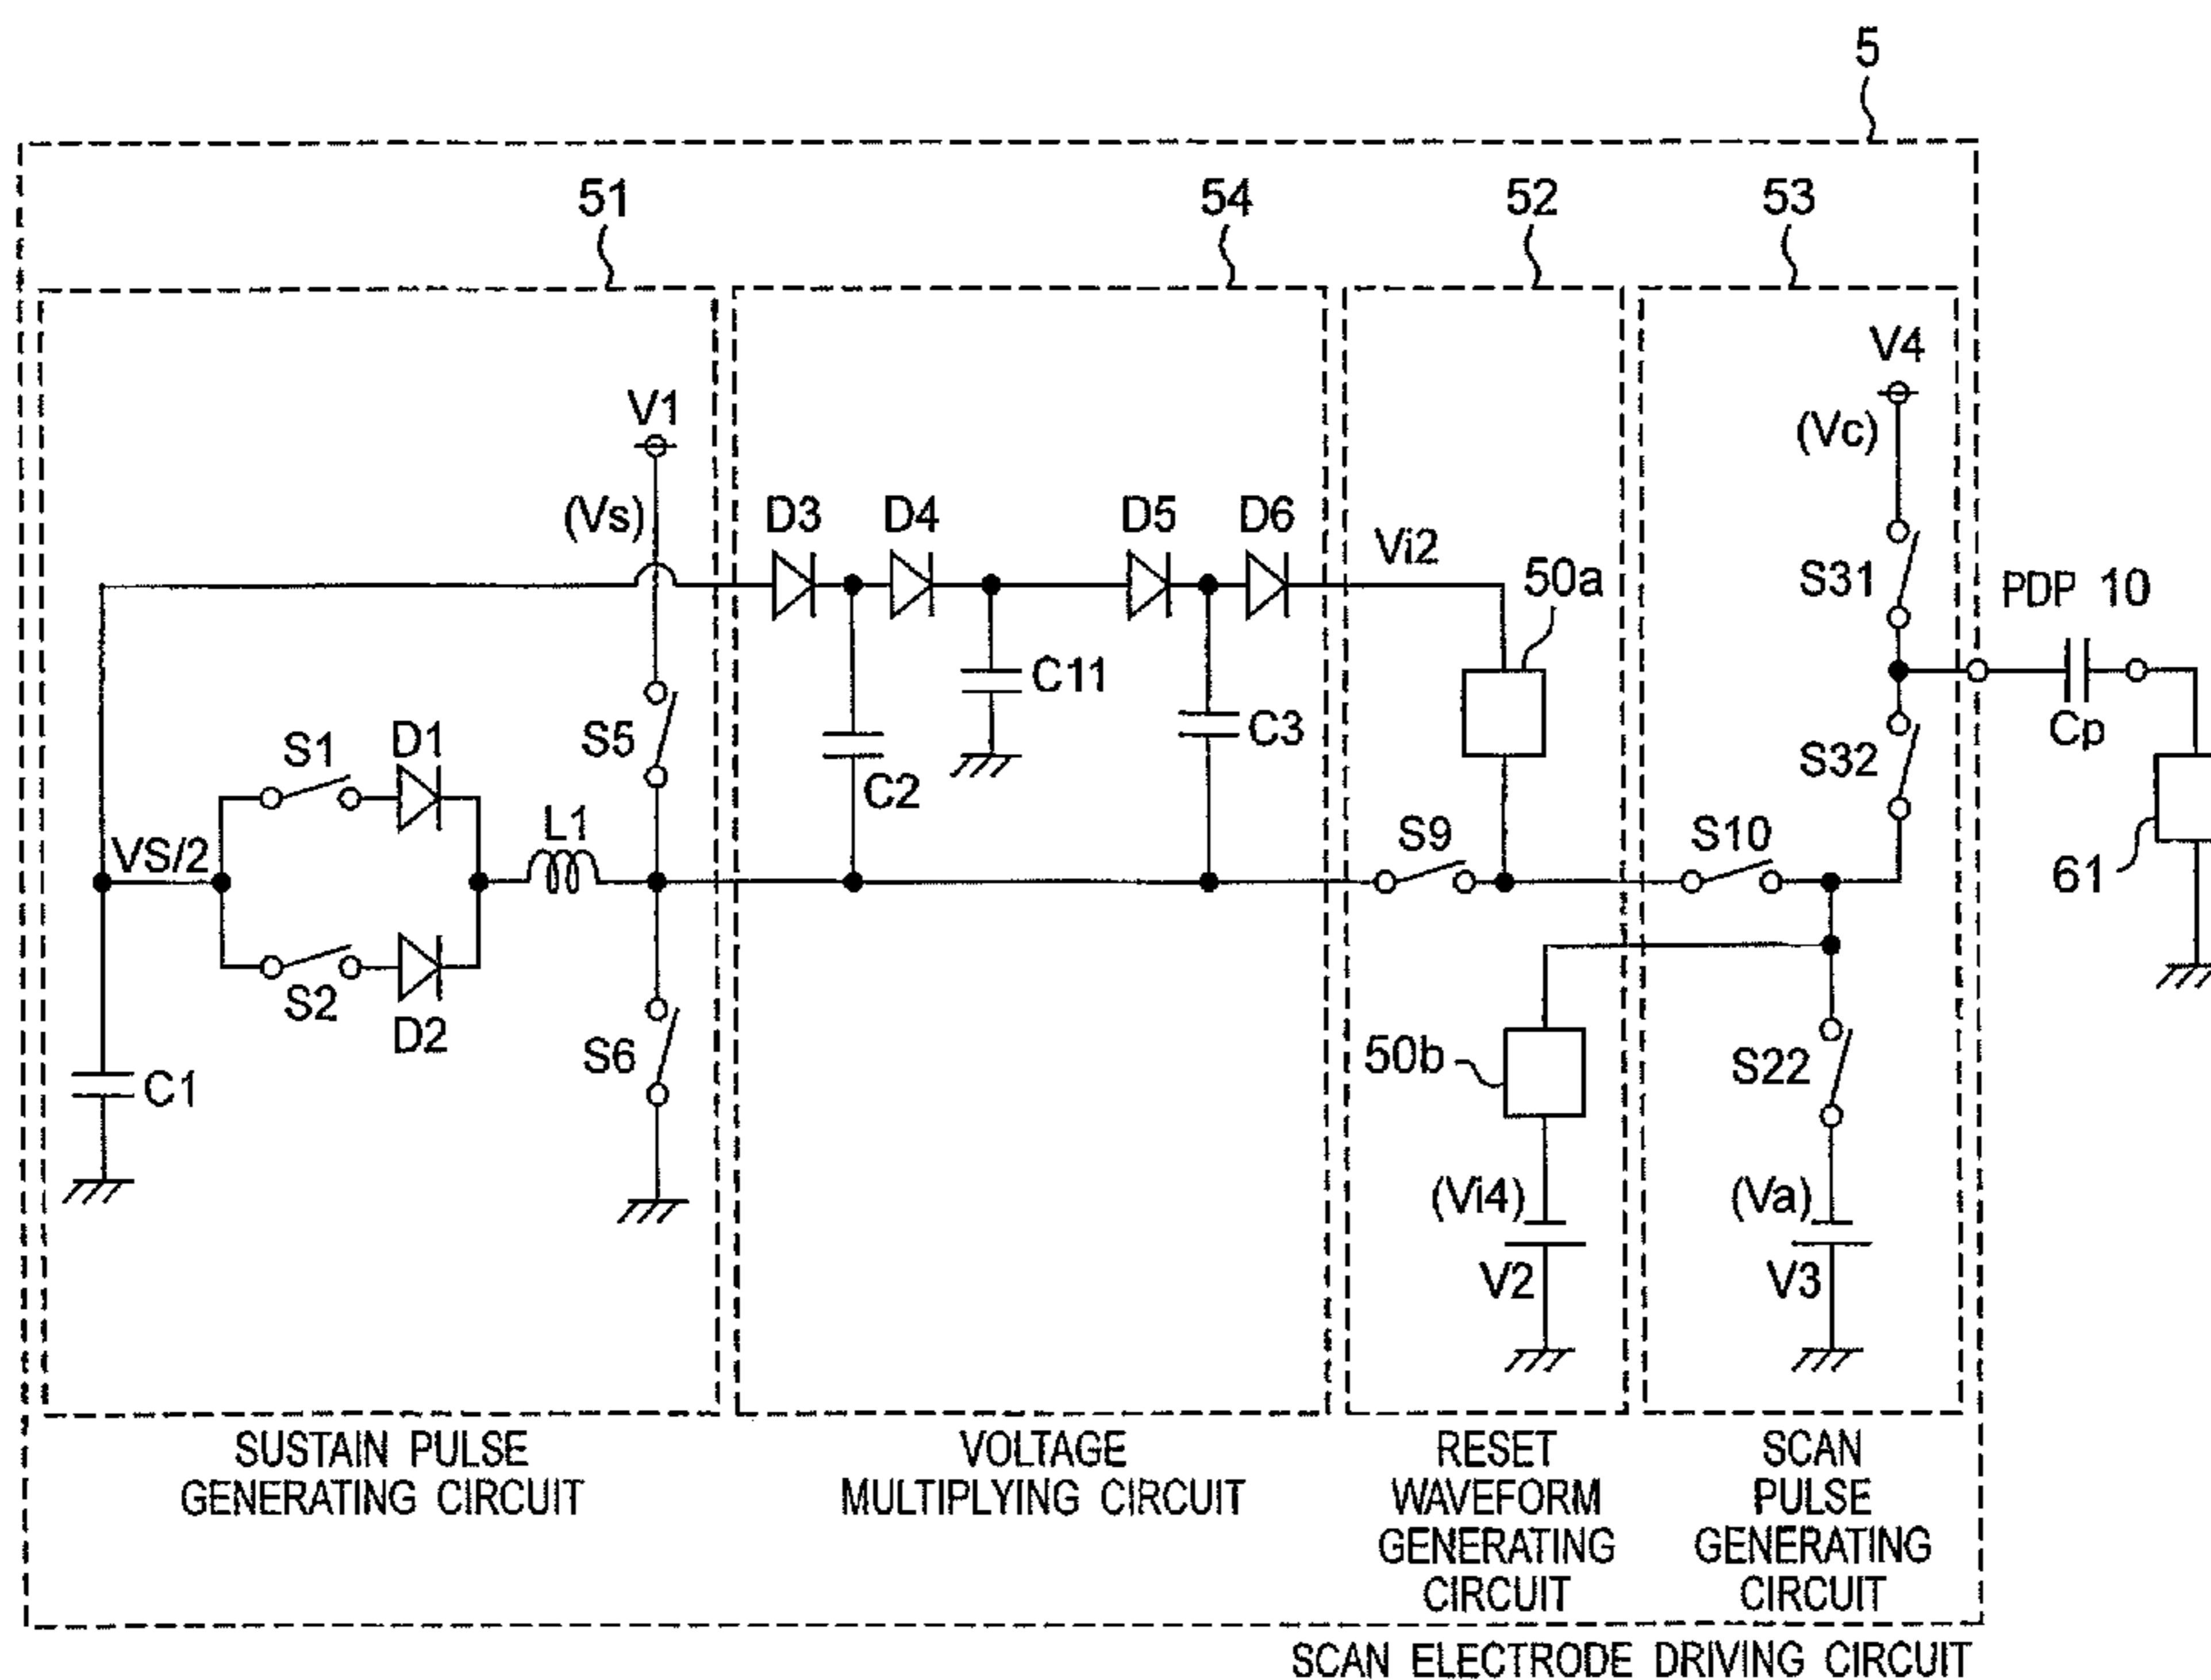 5
51
54
52
53
V4
V1
(Vc)
(Vs)
D3
D4
D5
D6
Vi2
50a
S31
PDP 10
C11
S5
C3
Cp
S1
D1
C2
S32
L1
S9
S10
61
VS/2
S2
D2
S6
50b
S22
C1
(Vi4)
(Va)
V2
V3
SUSTAIN PULSE
GENERATING CIRCUIT
VOLTAGE
MULTIPLYING CIRCUIT
RESET
WAVEFORM
GENERATING
CIRCUIT
SCAN
PULSE
GENERATING
CIRCUIT
SCAN ELECTRODE DRIVING CIRCUIT